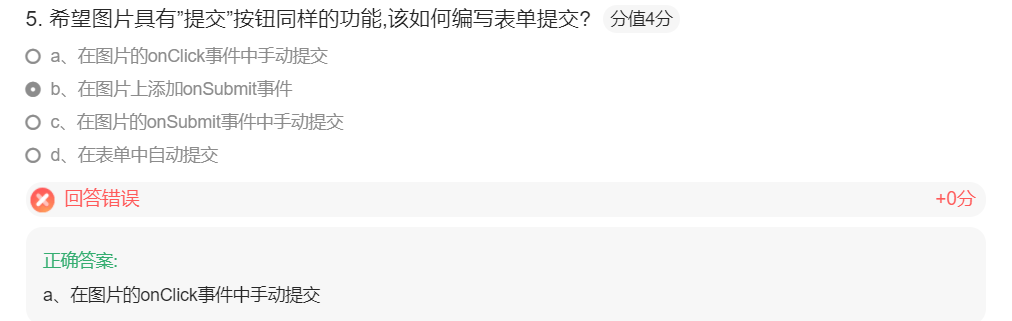 5. 希望图片具有”提交”按钮同样的功能,该如何编写表单提交? 分值4分
a、在图片的onClick事件中手动提交
b、在图片上添加onSubmit事件
c、在图片的onSubmit事件中手动提交
d、在表单中自动提交
回答错误 +0分
正确答案:
a、在图片的onClick事件中手动提交